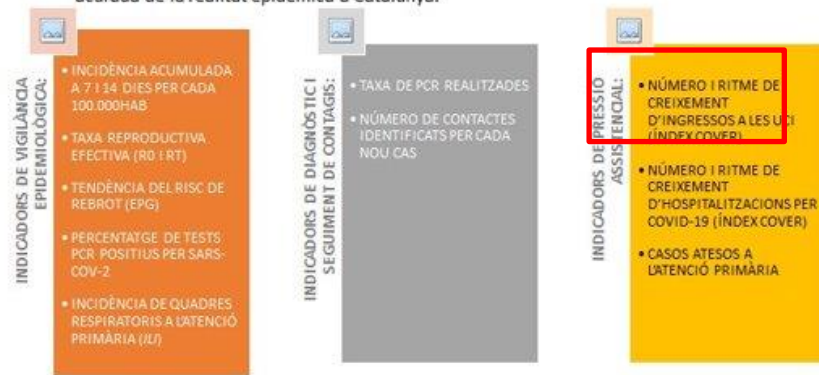 acurada de la realitat epidèmica a Catalunya:
INDICADORS DE VIGILÀNCIA
EPIDEMIOLÒGICA:
• INCIDÈNCIA ACUMULADA
A 7 I 14 DIES PER CADA
100.000HAB
• TAXA REPRODUCTIVA
EFECTIVA (R0 I RT)
• TENDÈNCIA DEL RISC DE
REBROT (EPG)
• PERCENTATGE DE TESTS
PCR POSITIUS PER SARS-
COV-2
• INCIDÈNCIA DE QUADRES
RESPIRATORIS A L'ATENCIÓ
PRIMÀRIA (ILI)
INDICADORS DE DIAGNÒSTIC I
SEGUIMENT DE CONTAGIS:
• TAXA DE PCR REALITZADES
• NÚMERO DE CONTACTES
IDENTIFICATS PER CADA
NOU CAS
INDICADORS DE PRESSIÓ
ASSISTENCIAL:
• NÚMERO I RITME DE
CREIXEMENT
D'INGRESSOS A LES UCI
(ÍNDEX COVER)
• NÚMERO I RITME DE
CREIXEMENT
D'HOSPITALITZACIONS PER
COVID-19 (ÍNDEX COVER)
• CASOS ATESOS A
L'ATENCIÓ PRIMÀRIA